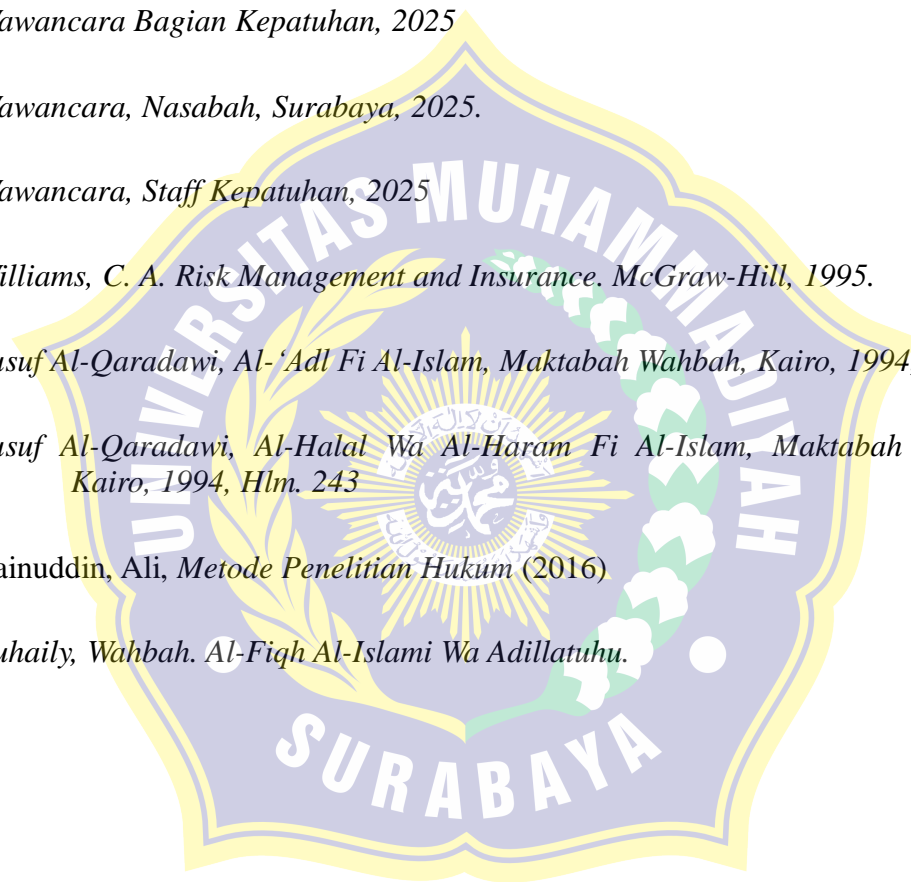 awancara Bagian Kepatuhan, 2025
awancara, Nasabah, Surabaya, 2025.
awancara, Staff Kepatuhan, 2025
illiams, C. A. Risk Management and Insurance. McGraw-Hill, 1995.
usuf Al-Qaradawi, Al-‘Adl Fi Al-Islam, Maktabah Wahbah, Kairo, 1994,
usuf Al-Qaradawi, Al-Halal Wa Al-Haram Fi Al-Islam, Maktabah
Kairo, 1994, Hlm. 243
ainuddin, Ali, Metode Penelitian Hukum (2016)
uhaily, Wahbah. Al-Fiqh Al-Islami Wa Adillatuhu.
UNIVERSITAS MUHAMMADIYAH
SURABAYA